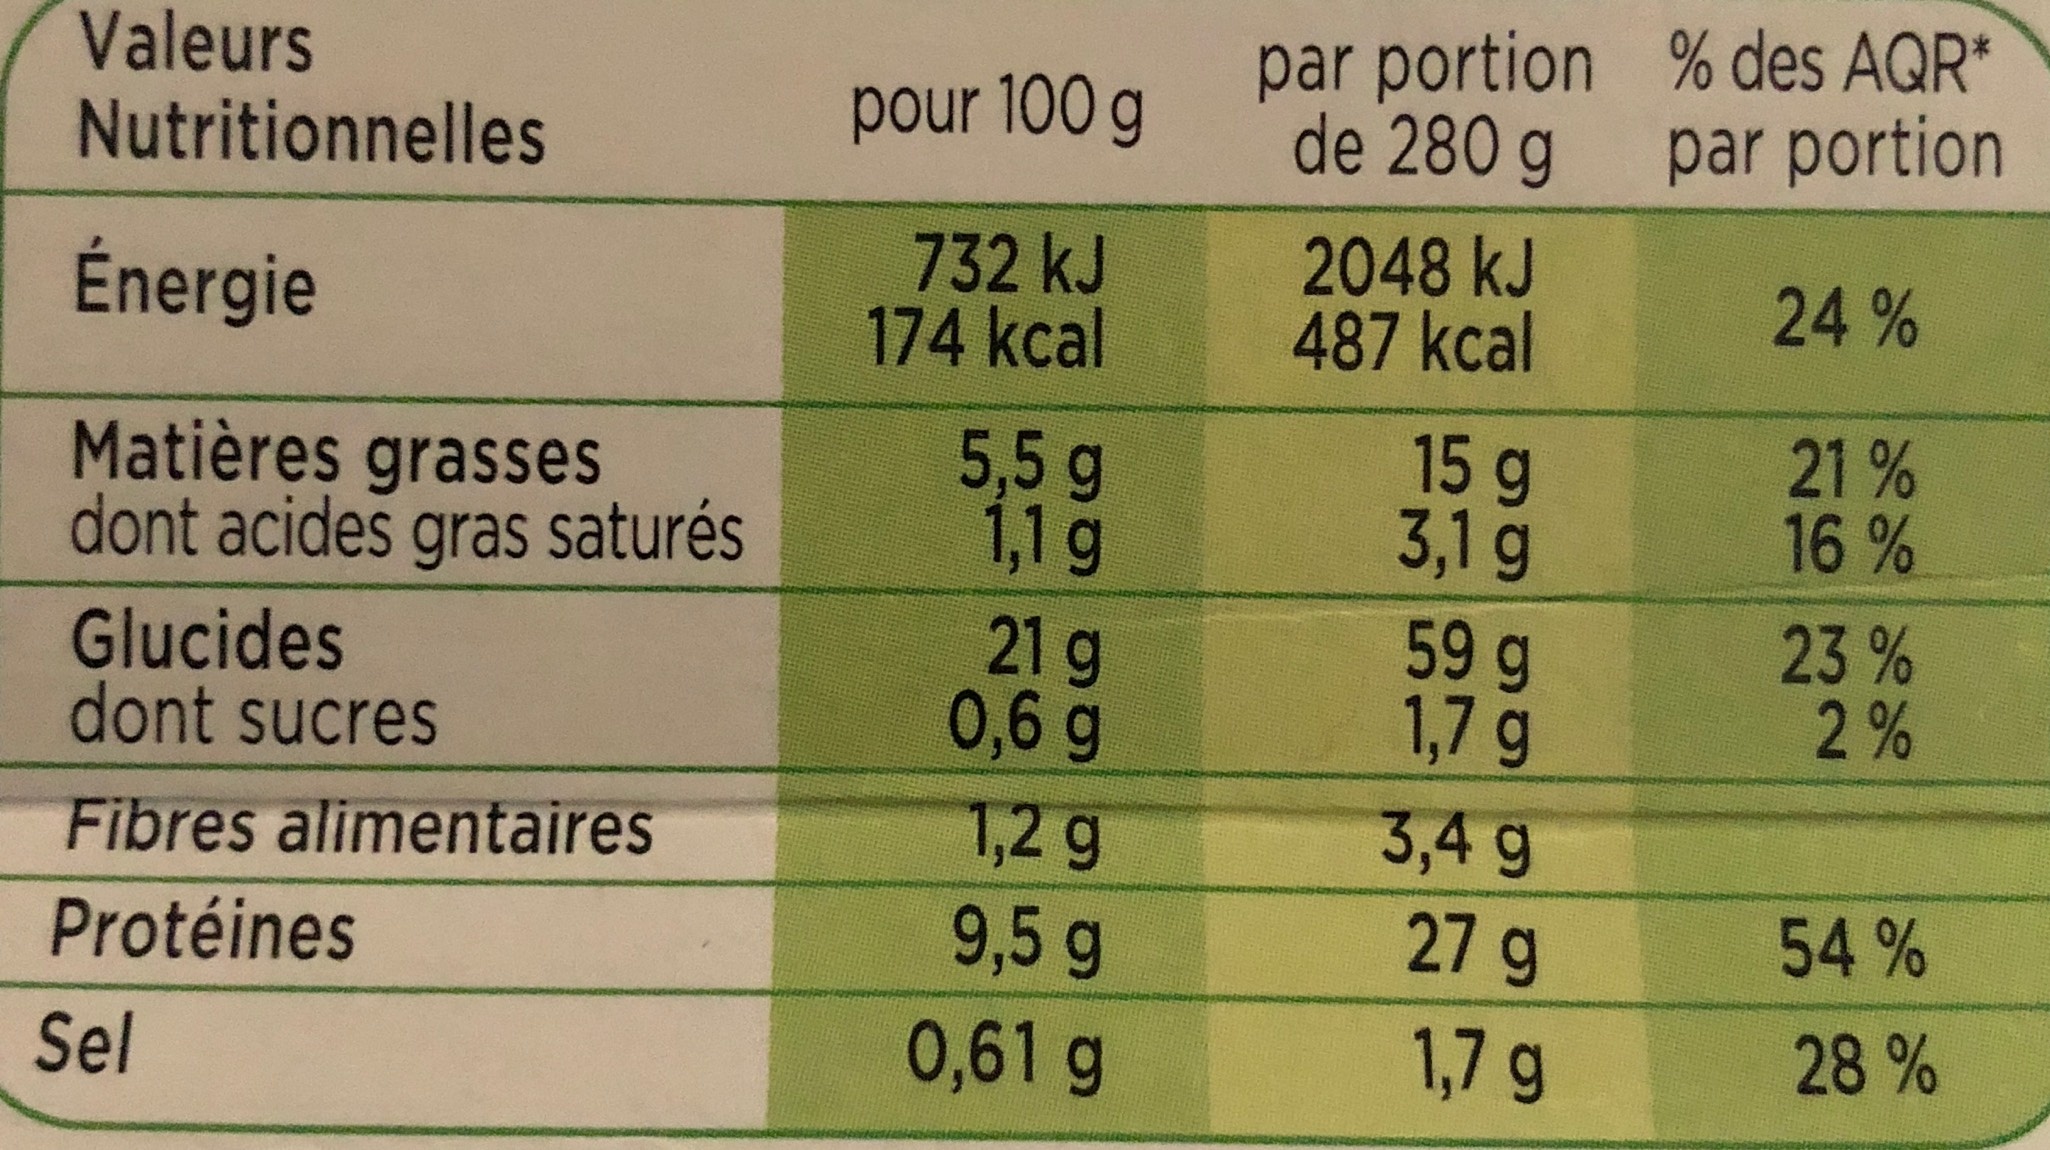 Valeurs Nutritionnelles pour 100 g par portion de 280 g % des AQR* par portion
Énergie 732 kJ 174 kcal 2048 kJ 487 kcal 24 %
Matières grasses 5,5 g 15 g 21 %
dont acides gras saturés 1,1 g 3,1 g 16 %
Glucides 21 g 59 g 23 %
dont sucres 0,6 g 1,7 g 2 %
Fibres alimentaires 1,2 g 3,4 g
Protéines 9,5 g 27 g 54 %
Sel 0,61 g 1,7 g 28 %